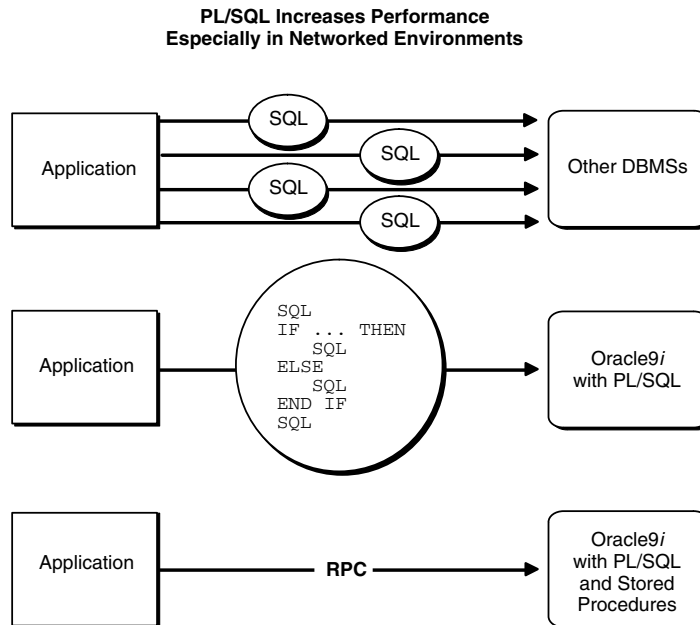 PL/SQL Increases Performance
Especially in Networked Environments
Application
SQL
SQL
SQL
SQL
Other DBMSs
Application
SQL
IF ... THEN
    SQL
ELSE
    SQL
END IF
SQL
Oracle9i
with PL/SQL
Application
RPC
Oracle9i
with PL/SQL
and Stored
Procedures